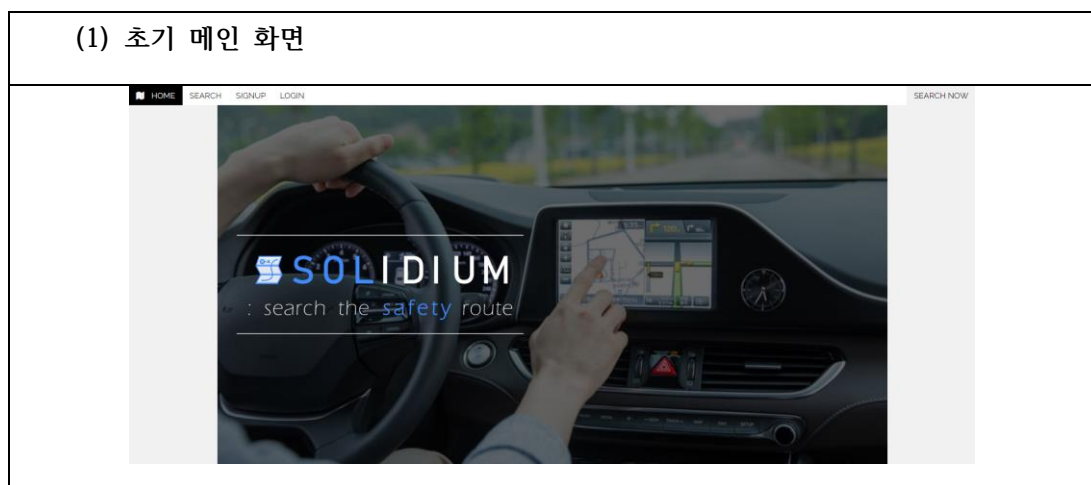 (1) 초기 메인 화면
HOME SEARCH SIGNUP LOGIN SEARCH NOW
SOLIDIUM
: search the safety route